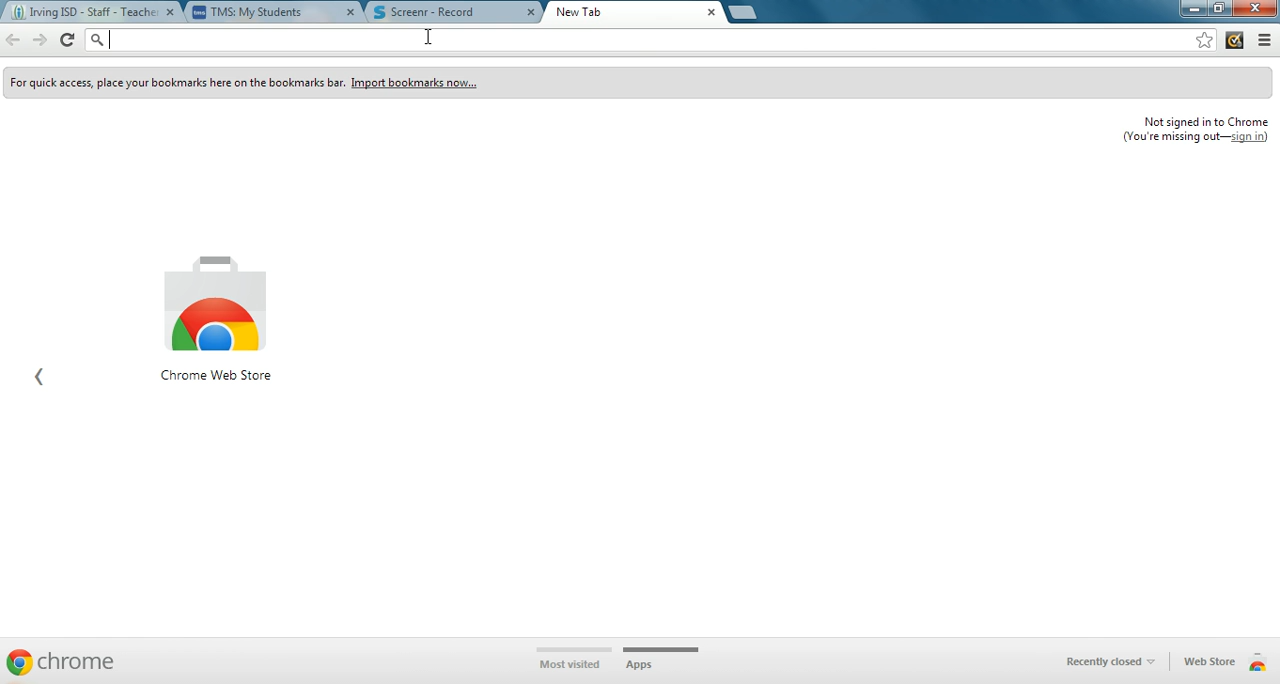 Irving ISD - Staff - Teache
TMS: My Students
Screenr - Record
New Tab
For quick access, place your bookmarks here on the bookmarks bar. Import bookmarks now...
Not signed in to Chrome
(You're missing out—sign in)
Chrome Web Store
chrome
Most visited
Apps
Recently closed
Web Store